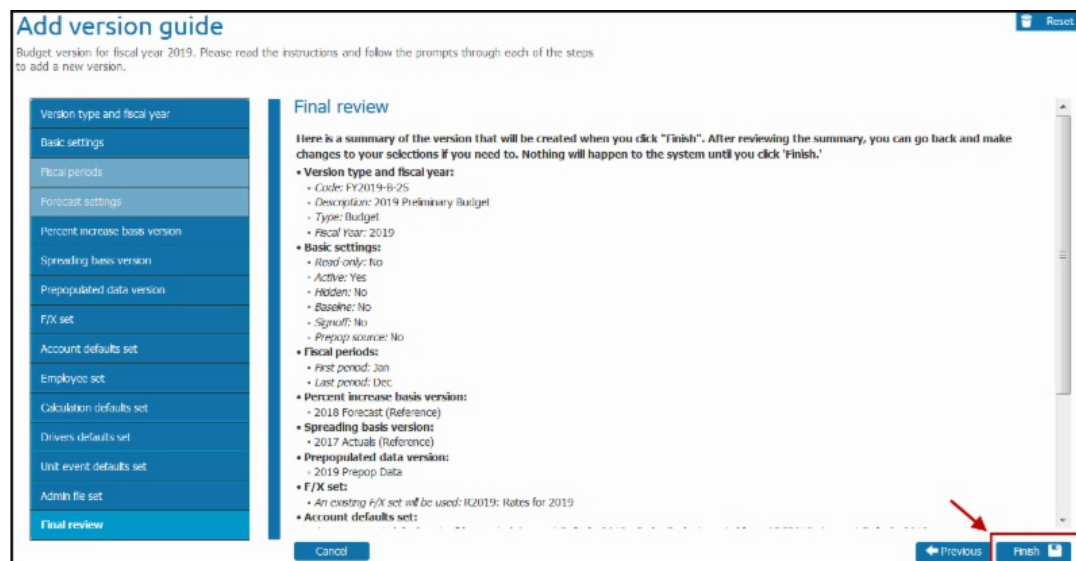 Add version guide
Reset
Budget version for fiscal year 2019. Please read the instructions and follow the prompts through each of the steps
to add a new version.
Version type and fiscal year
Basic settings
Fiscal periods
Forecast settings
Percent increase basis version
Spreading basis version
Prepopulated data version
F/X set
Account defaults set
Employee set
Calculation defaults set
Drivers defaults set
Unit event defaults set
Admin file set
Final review
Final review
Here is a summary of the version that will be created when you click "Finish". After reviewing the summary, you can go back and make
changes to your selections if you need to. Nothing will happen to the system until you click 'Finish.'
• Version type and fiscal year:
- Code: FY2019-B-25
- Description: 2019 Preliminary Budget
- Type: Budget
- Fiscal Year: 2019
• Basic settings:
- Read-only: No
- Active: Yes
- Hidden: No
- Baseline: No
- Signoff: No
- Prepop source: No
• Fiscal periods:
- First period: Jan
- Last period: Dec
• Percent increase basis version:
- 2018 Forecast (Reference)
• Spreading basis version:
- 2017 Actuals (Reference)
• Prepopulated data version:
- 2019 Prepop Data
• F/X set:
- An existing F/X set will be used: R2019: Rates for 2019
• Account defaults set:
Cancel
Previous
Finish